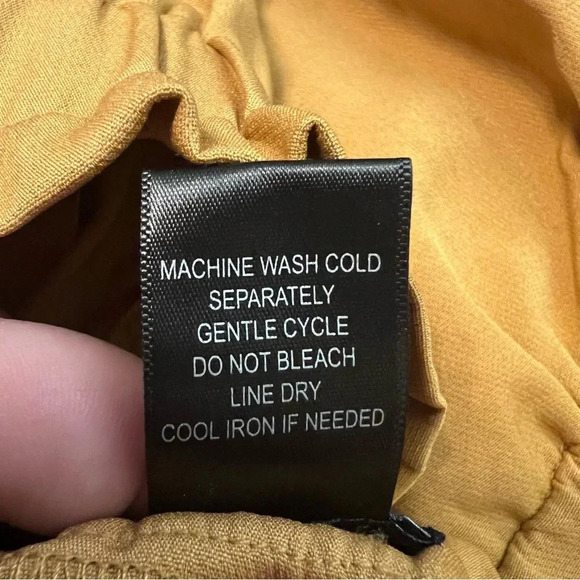 MACHINE WASH COLD
SEPARATELY
GENTLE CYCLE
DO NOT BLEACH
LINE DRY
COOL IRON IF NEEDED